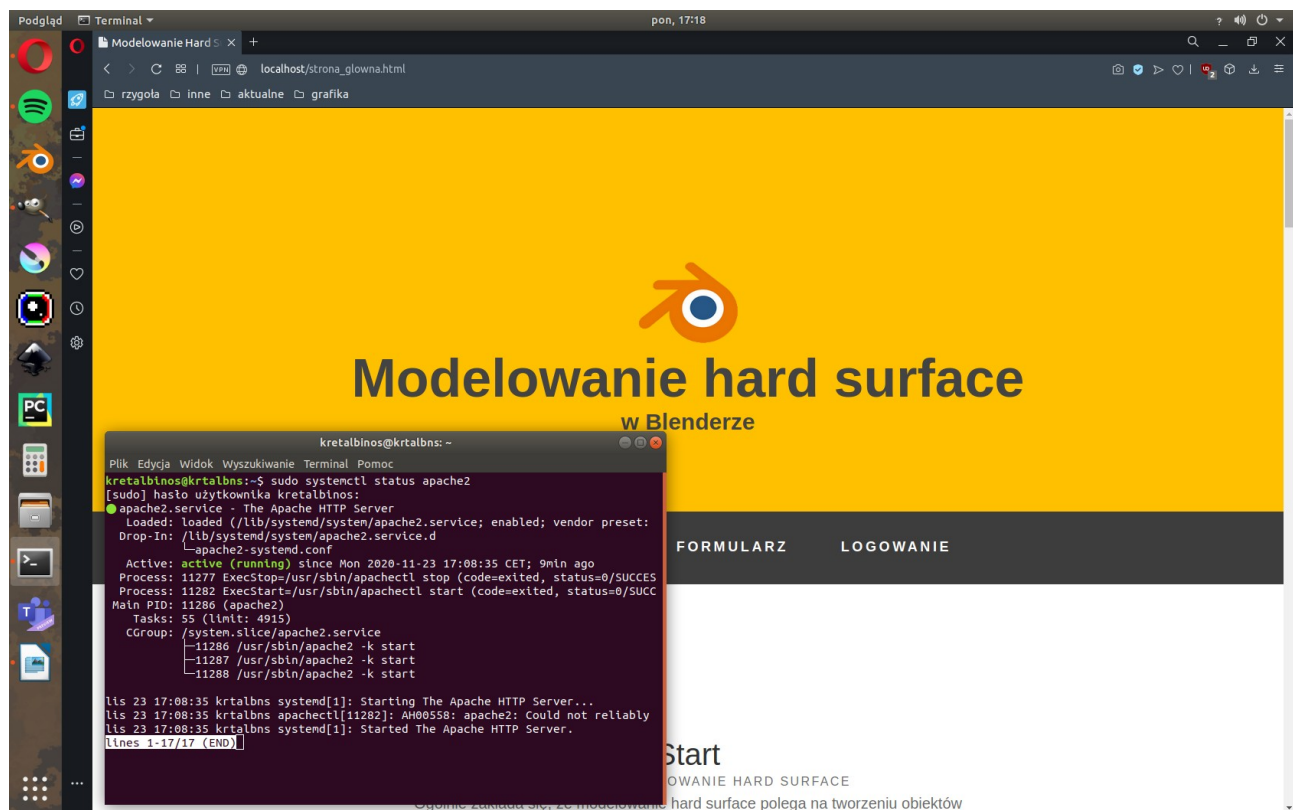 Podgląd Terminal pon, 17:18 ?
Modelowanie Hard S
VPN localhost/strona_glowna.html 2
rzygoła inne aktualne grafika
Modelowanie hard surface
w Blenderze
PC
kretalbinos@krtalbns: ~
Plik Edycja Widok Wyszukiwanie Terminal Pomoc
kretalbinos@krtalbns:~$ sudo systemctl status apache2
[sudo] hasło użytkownika kretalbinos:
apache2.service - The Apache HTTP Server
Loaded: loaded (/lib/systemd/system/apache2.service; enabled; vendor preset:
Drop-In: /lib/systemd/system/apache2.service.d
└─apache2-systemd.conf
Active: active (running) since Mon 2020-11-23 17:08:35 CET; 9min ago
Process: 11277 ExecStop=/usr/sbin/apachectl stop (code=exited, status=0/SUCCES
Process: 11282 ExecStart=/usr/sbin/apachectl start (code=exited, status=0/SUCC
Main PID: 11286 (apache2)
Tasks: 55 (limit: 4915)
CGroup: /system.slice/apache2.service
├─11286 /usr/sbin/apache2 -k start
├─11287 /usr/sbin/apache2 -k start
└─11288 /usr/sbin/apache2 -k start
lis 23 17:08:35 krtalbns systemd[1]: Starting The Apache HTTP Server...
lis 23 17:08:35 krtalbns apachectl[11282]: AH00558: apache2: Could not reliably
lis 23 17:08:35 krtalbns systemd[1]: Started The Apache HTTP Server.
lines 1-17/17 (END)
FORMULARZ LOGOWANIE
Start
OWANIE HARD SURFACE
Ogólnie zakłada się, że modelowanie hard surface polega na tworzeniu obiektów